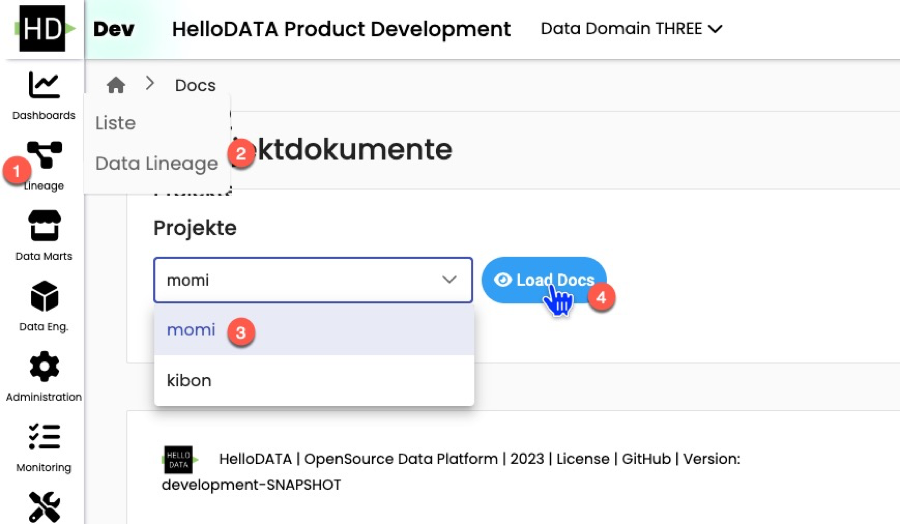 HD Dev HelloDATA Product Development Data Domain THREE
Docs
Dashboards
Liste
Data Lineage 2 ektdokumente
1
Lineage
Projekte
Projekte
Data Marts
momi Load Docs 4
Data Eng.
momi 3
kibon
Administration
HELLO
DATA
HelloDATA | OpenSource Data Platform | 2023 | License | GitHub | Version:
development-SNAPSHOT
Monitoring